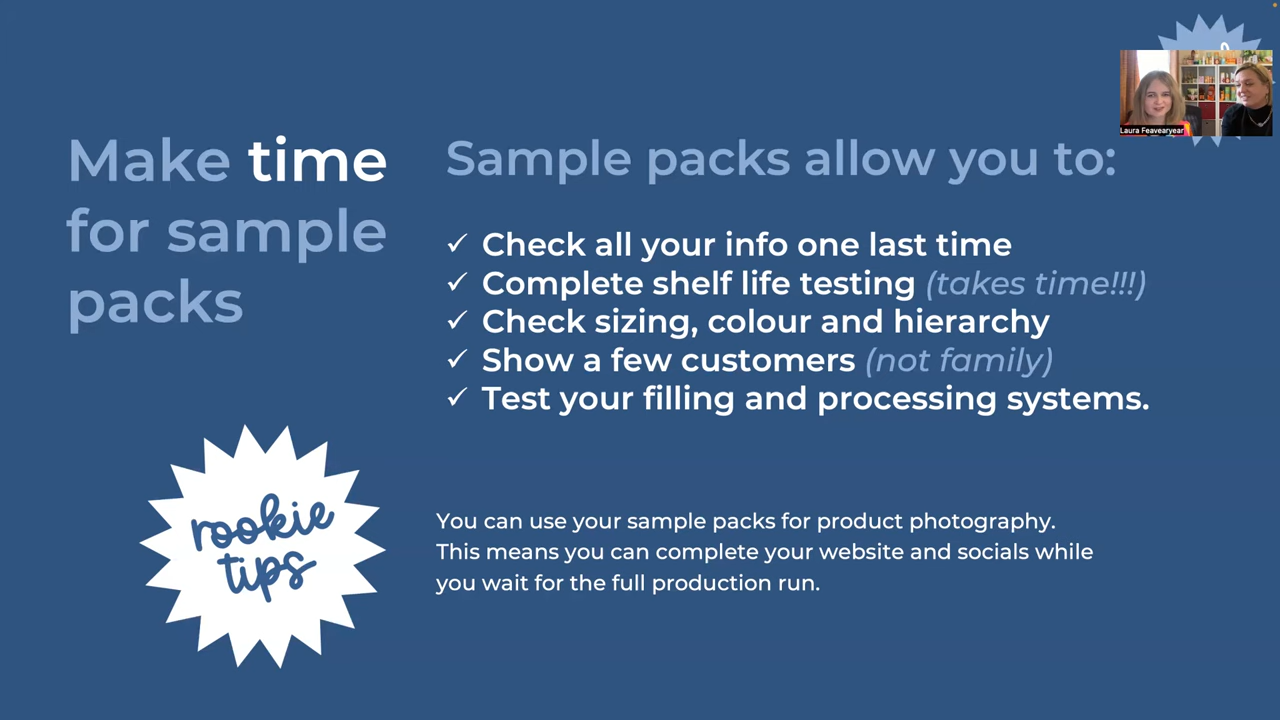 Make time
for sample
packs
Sample packs allow you to:
✓ Check all your info one last time
✓ Complete shelf life testing (takes time!!!)
✓ Check sizing, colour and hierarchy
✓ Show a few customers (not family)
✓ Test your filling and processing systems.
rookie
tips
You can use your sample packs for product photography.
This means you can complete your website and socials while
you wait for the full production run.
Laura Feavearyear